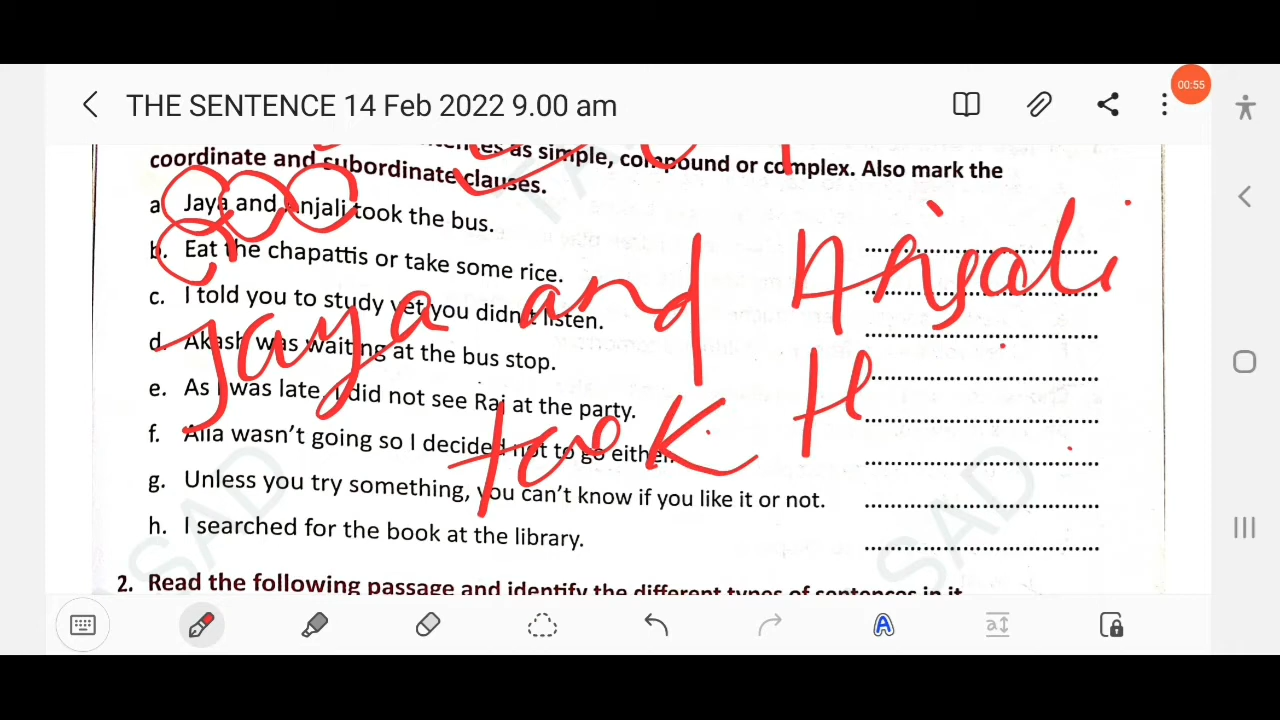 00:55
THE SENTENCE 14 Feb 2022 9.00 am
as simple, compound or complex. Also mark the
coordinate and subordinate clauses.
a. Jaya and Anjali took the bus.
b. Eat the chapattis or take some rice.
c. I told you to study yet you didn't listen.
d. Akash was waiting at the bus stop.
e. As I was late, I did not see Raj at the party.
f. Alia wasn't going so I decided not to go either.
g. Unless you try something, you can't know if you like it or not.
h. I searched for the book at the library.
2. Read the following passage and identify the different types of sentences in it
Jaya and Anjali
took
SAD
SAD